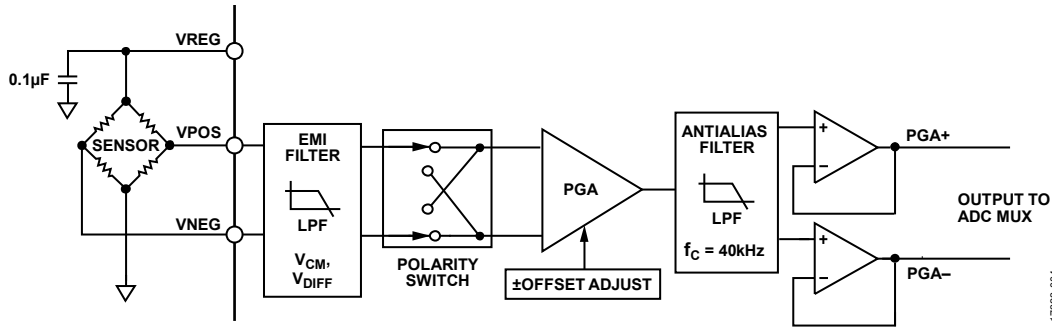 VREG
0.1µF
VPOS
SENSOR
VNEG
EMI
FILTER
LPF
VCM,
VDIFF
POLARITY
SWITCH
PGA
±OFFSET ADJUST
ANTIALIAS
FILTER
LPF
fC = 40kHz
+
–
PGA+
OUTPUT TO
ADC MUX
+
–
PGA–